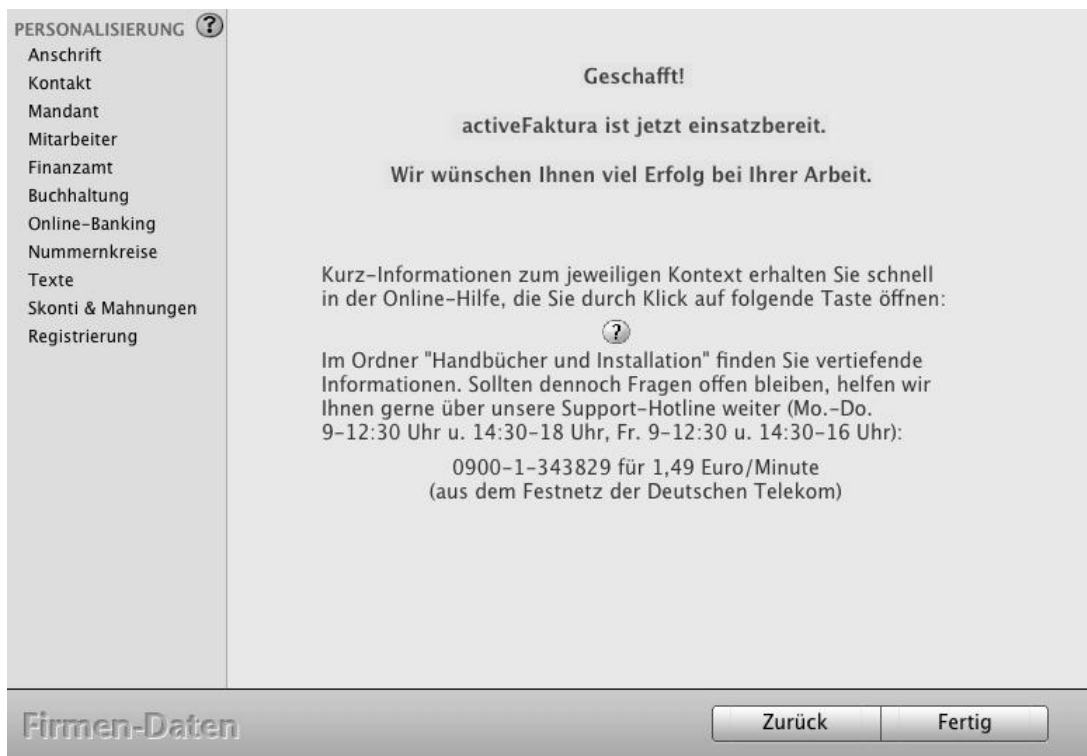 PERSONALISIERUNG ?
Anschrift
Kontakt
Mandant
Mitarbeiter
Finanzamt
Buchhaltung
Online-Banking
Nummernkreise
Texte
Skonti & Mahnungen
Registrierung
Geschafft!
activeFaktura ist jetzt einsatzbereit.
Wir wünschen Ihnen viel Erfolg bei Ihrer Arbeit.
Kurz-Informationen zum jeweiligen Kontext erhalten Sie schnell
in der Online-Hilfe, die Sie durch Klick auf folgende Taste öffnen:
?
Im Ordner "Handbücher und Installation" finden Sie vertiefende
Informationen. Sollten dennoch Fragen offen bleiben, helfen wir
Ihnen gerne über unsere Support-Hotline weiter (Mo.-Do.
9-12:30 Uhr u. 14:30-18 Uhr, Fr. 9-12:30 u. 14:30-16 Uhr):
0900-1-343829 für 1,49 Euro/Minute
(aus dem Festnetz der Deutschen Telekom)
Firmen-Daten
Zurück
Fertig